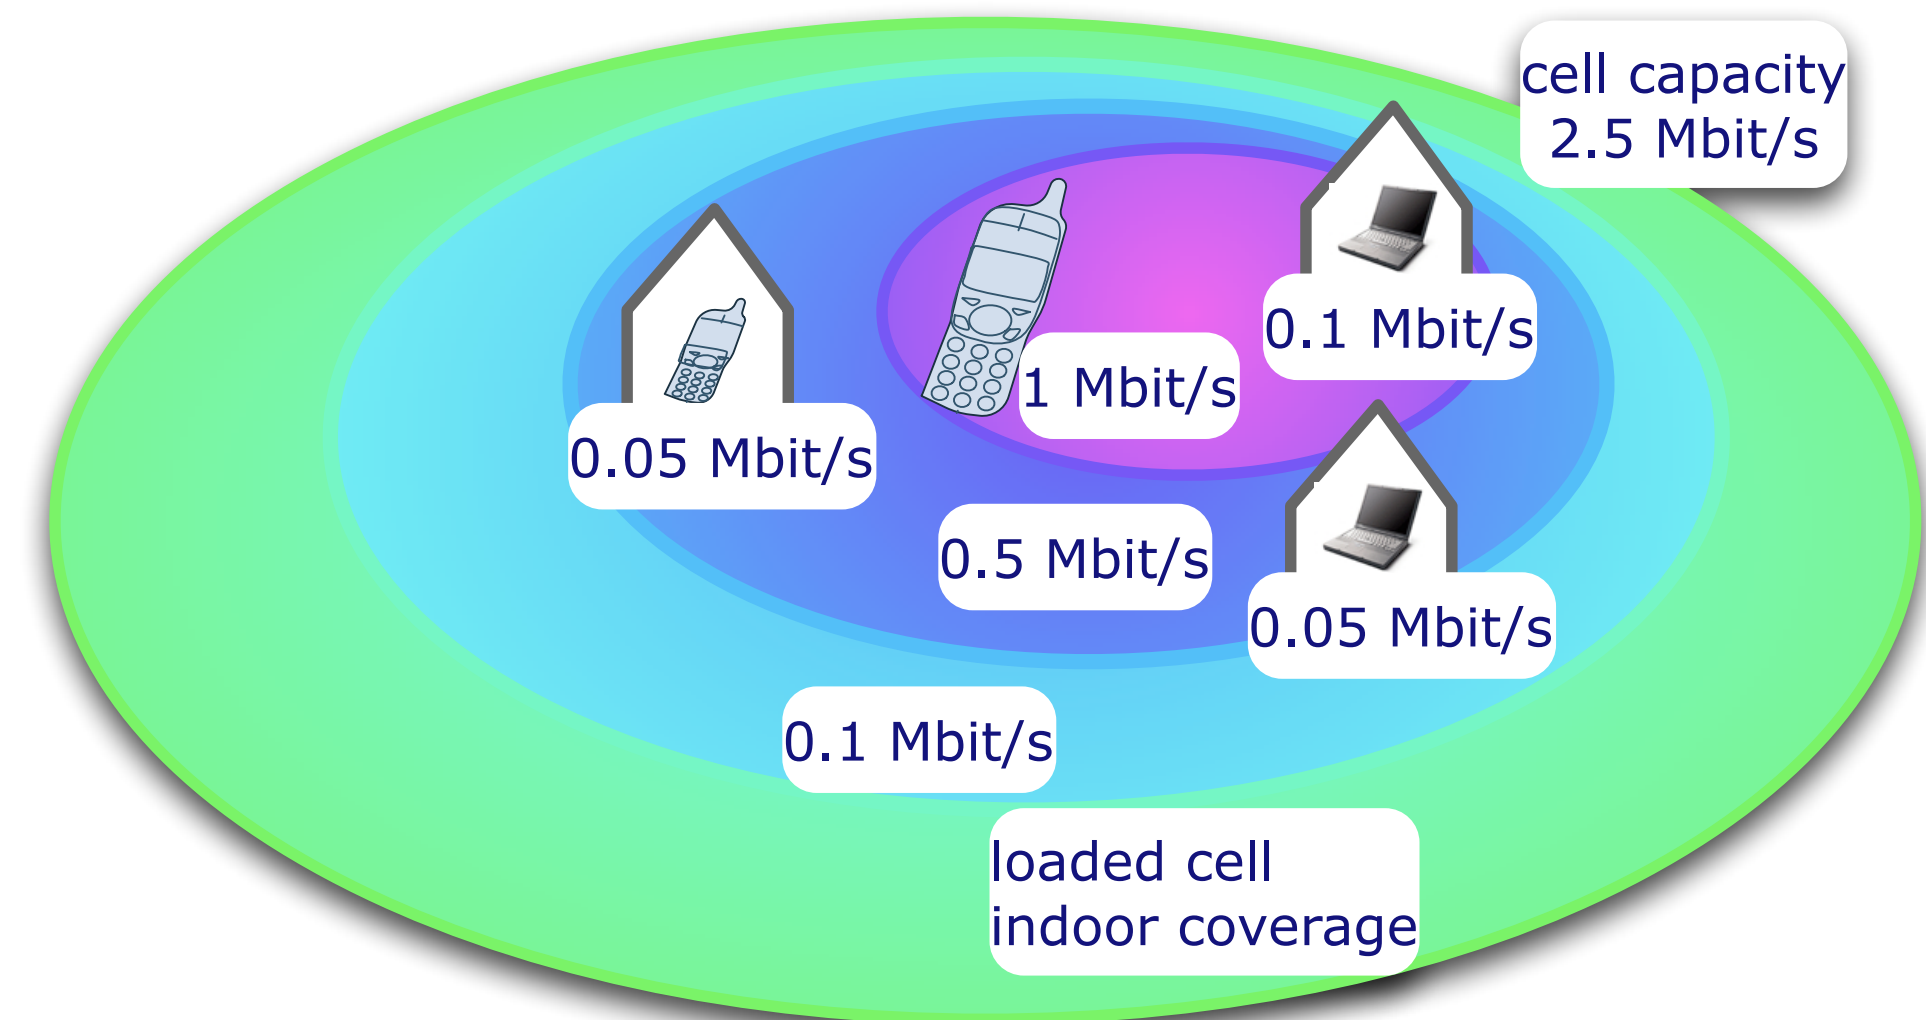 cell capacity
2.5 Mbit/s
0.1 Mbit/s
1 Mbit/s
0.05 Mbit/s
0.5 Mbit/s
0.05 Mbit/s
0.1 Mbit/s
loaded cell
indoor coverage